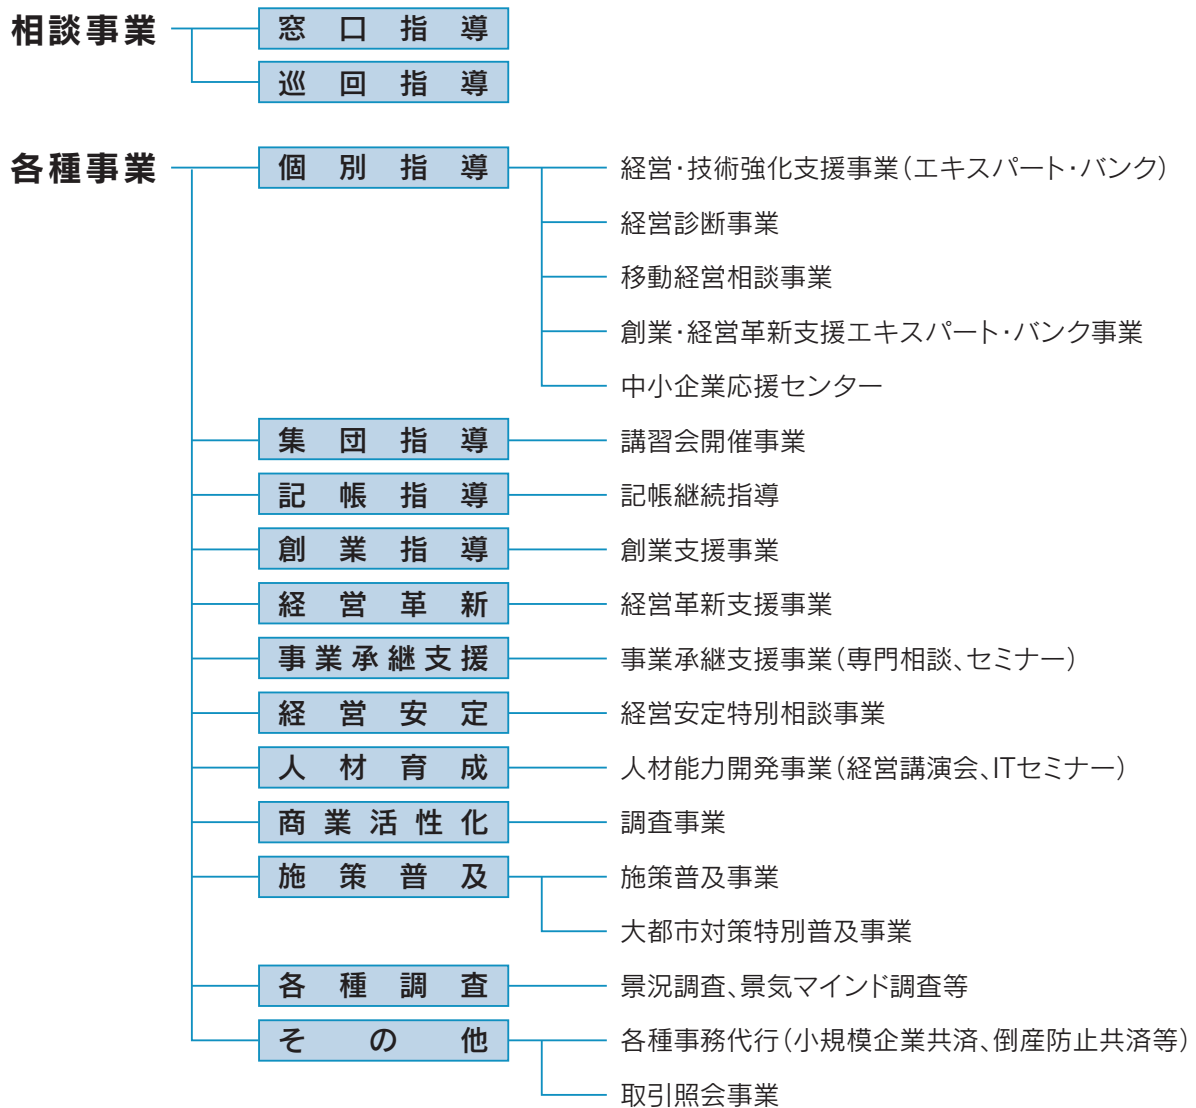 相談事業 窓口指導
巡回指導
各種事業 個別指導 経営・技術強化支援事業（エキスパート・バンク）
経営診断事業
移動経営相談事業
創業・経営革新支援エキスパート・バンク事業
中小企業応援センター
集団指導 講習会開催事業
記帳指導 記帳継続指導
創業指導 創業支援事業
経営革新 経営革新支援事業
事業承継支援 事業承継支援事業（専門相談、セミナー）
経営安定 経営安定特別相談事業
人材育成 人材能力開発事業（経営講演会、ITセミナー）
商業活性化 調査事業
施策普及 施策普及事業
大都市対策特別普及事業
各種調査 景況調査、景気マインド調査等
その他 各種事務代行（小規模企業共済、倒産防止共済等）
取引照会事業